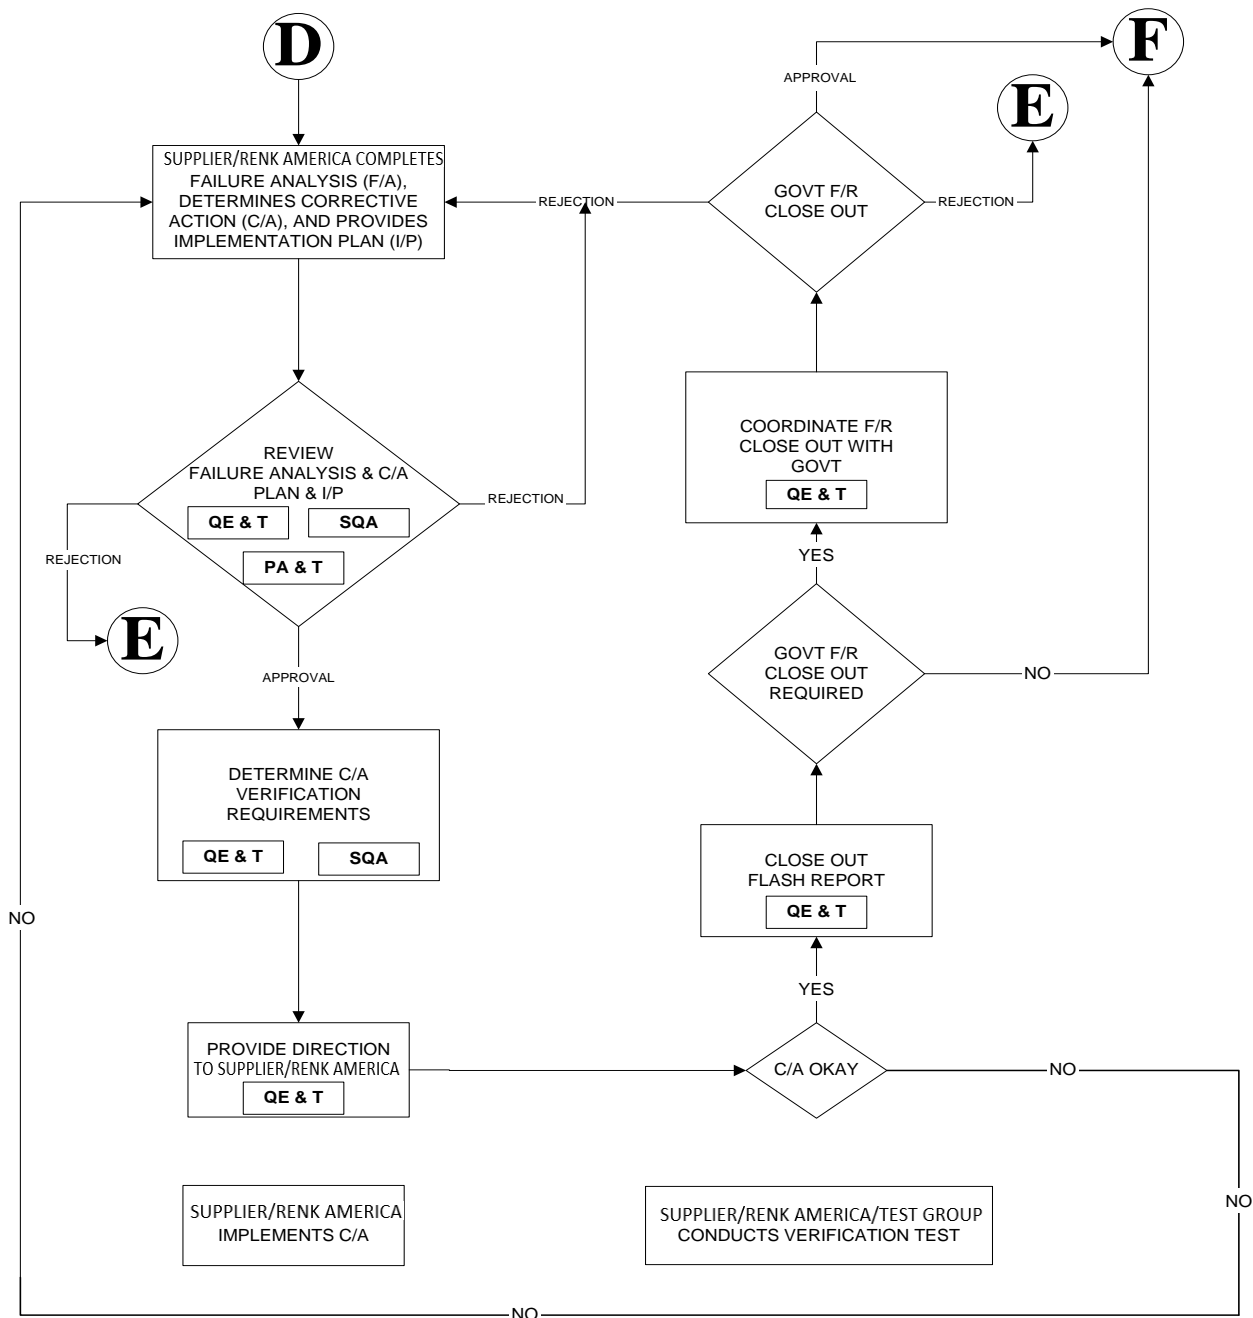 D
SUPPLIER/RENK AMERICA COMPLETES
FAILURE ANALYSIS (F/A),
DETERMINES CORRECTIVE
ACTION (C/A), AND PROVIDES
IMPLEMENTATION PLAN (I/P)
REVIEW
FAILURE ANALYSIS & C/A
PLAN & I/P
QE & T
SQA
PA & T
REJECTION
REJECTION
E
APPROVAL
DETERMINE C/A
VERIFICATION
REQUIREMENTS
QE & T
SQA
PROVIDE DIRECTION
TO SUPPLIER/RENK AMERICA
QE & T
SUPPLIER/RENK AMERICA
IMPLEMENTS C/A
SUPPLIER/RENK AMERICA/TEST GROUP
CONDUCTS VERIFICATION TEST
C/A OKAY
NO
NO
NO
NO
YES
CLOSE OUT
FLASH REPORT
QE & T
GOVT F/R
CLOSE OUT
REQUIRED
NO
YES
COORDINATE F/R
CLOSE OUT WITH
GOVT
QE & T
GOVT F/R
CLOSE OUT
REJECTION
REJECTION
E
APPROVAL
F